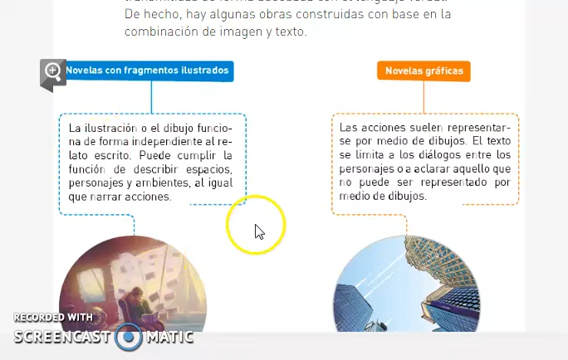 De hecho, hay algunas obras construidas con base en la
combinación de imagen y texto.
Novelas con fragmentos ilustrados
La ilustración o el dibujo funcio-
na de forma independiente al re-
lato escrito. Puede cumplir la
función de describir espacios,
personajes y ambientes, al igual
que narrar acciones.
Novelas gráficas
Las acciones suelen representar-
se por medio de dibujos. El texto
se limita a los diálogos entre los
personajes o a aclarar aquello que
no puede ser representado por
medio de dibujos.
RECORDED WITH
SCREENCAST MATIC